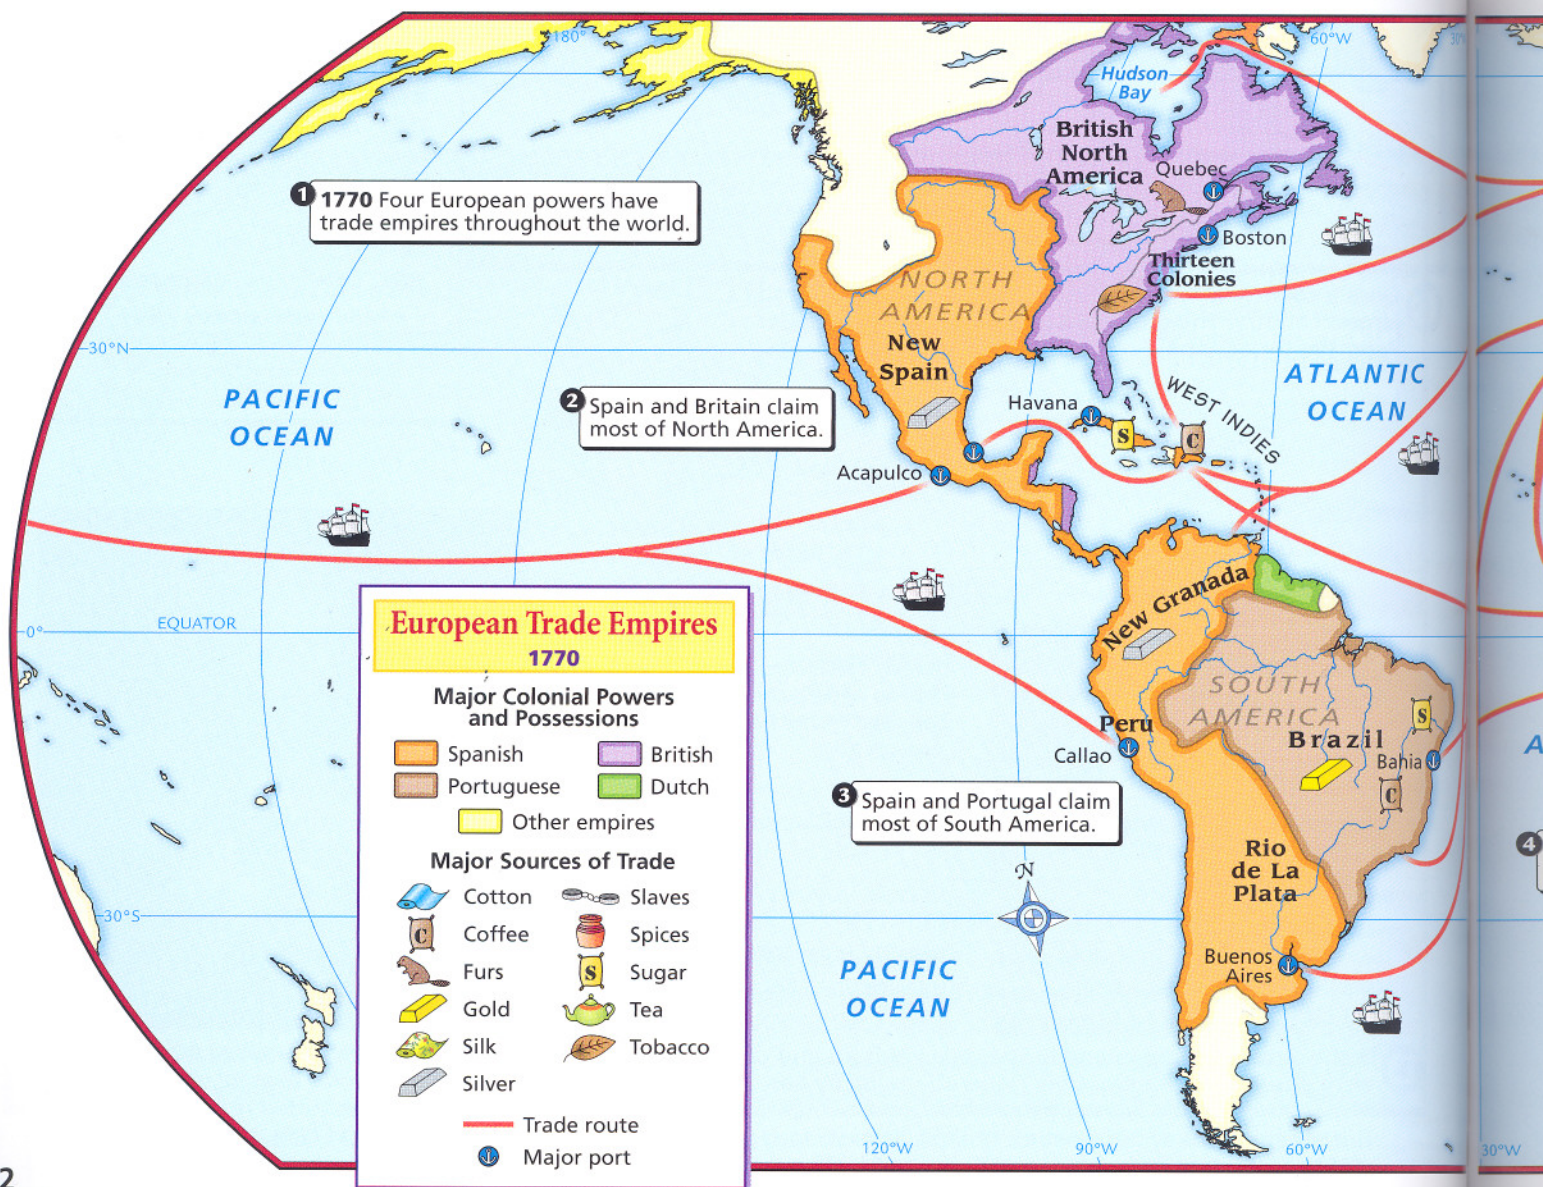 180°
60°W
30°
Hudson
Bay
British
North
America
Quebec
1
1770 Four European powers have
trade empires throughout the world.
Boston
Thirteen
Colonies
NORTH
AMERICA
30°N
New
Spain
PACIFIC
OCEAN
2
Spain and Britain claim
most of North America.
ATLANTIC
OCEAN
Havana
WEST INDIES
S
C
Acapulco
New Granada
EQUATOR
0°
European Trade Empires
1770
Major Colonial Powers
and Possessions
Spanish
British
Portuguese
Dutch
Other empires
Major Sources of Trade
Cotton
Slaves
C
Coffee
Spices
Furs
S
Sugar
Gold
Tea
Silk
Tobacco
Silver
Trade route
Major port
SOUTH
AMERICA
Peru
Callao
Brazil
S
Bahia
C
A
3
Spain and Portugal claim
most of South America.
4
Rio
de La
Plata
N
30°S
Buenos
Aires
PACIFIC
OCEAN
120°W
90°W
60°W
30°W
2